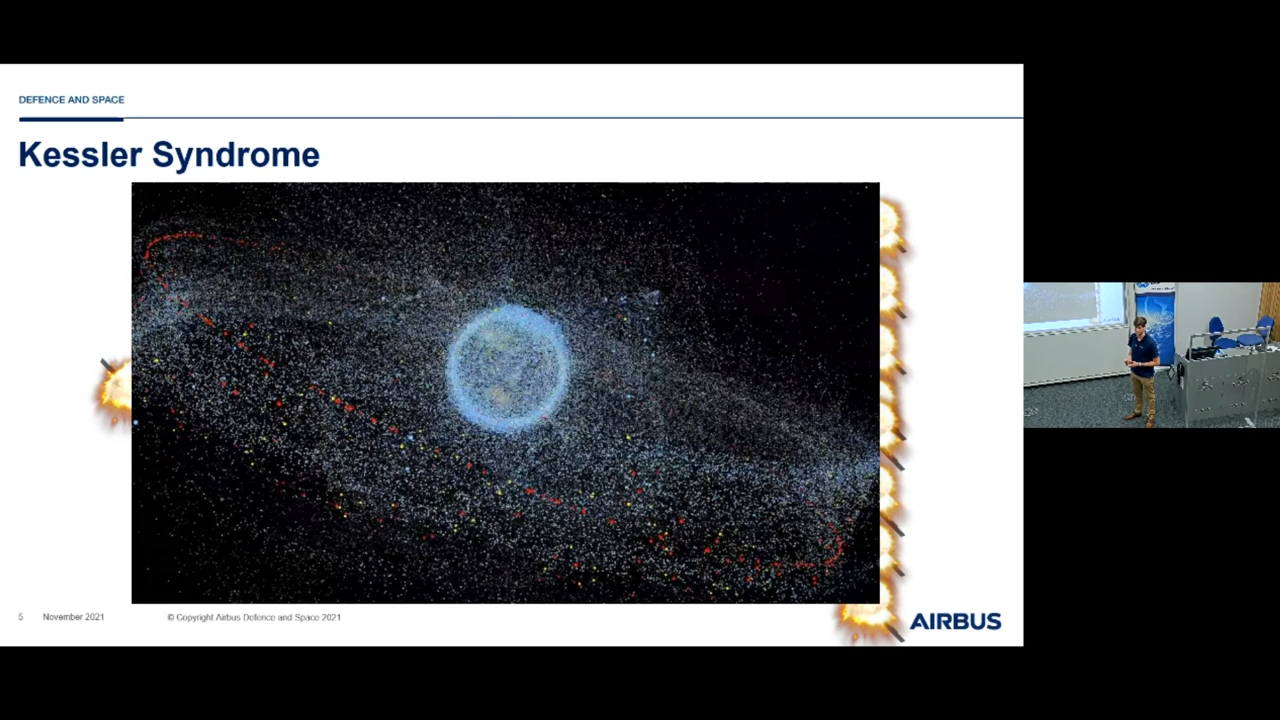 DEFENCE AND SPACE
Kessler Syndrome
5 November 2021 © Copyright Airbus Defence and Space 2021
AIRBUS